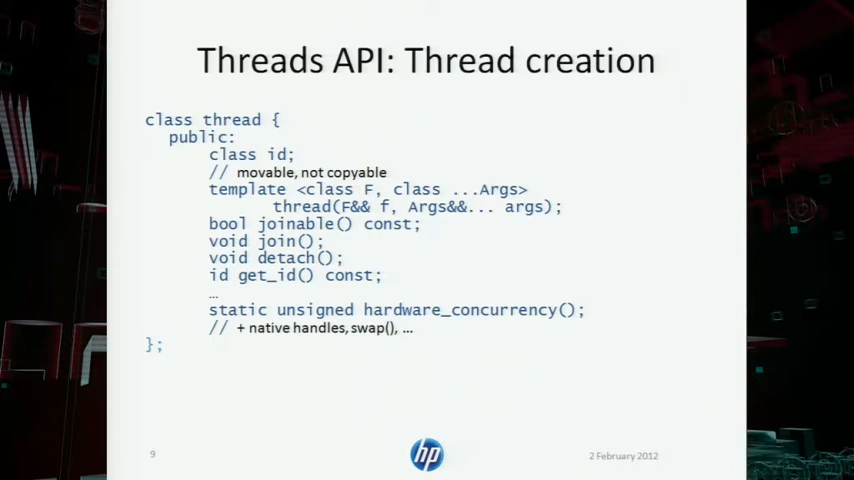 Threads API: Thread creation
class thread {
public:
class id;
// movable, not copyable
template <class F, class ...Args>
thread(F&& f, Args&&... args);
bool joinable() const;
void join();
void detach();
id get_id() const;
…
static unsigned hardware_concurrency();
// + native handles, swap(), …
};
9
hp
2 February 2012